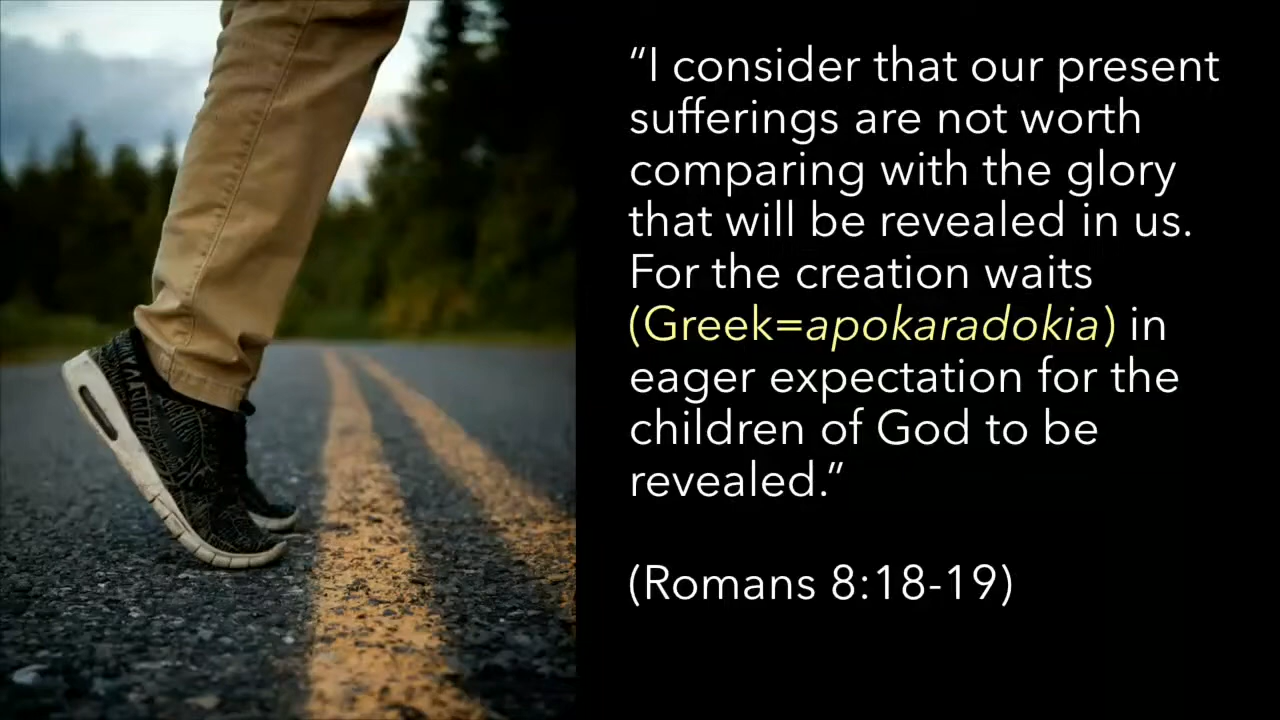 “I consider that our present
sufferings are not worth
comparing with the glory
that will be revealed in us.
For the creation waits
(Greek=apokaradokia) in
eager expectation for the
children of God to be
revealed.”
(Romans 8:18-19)